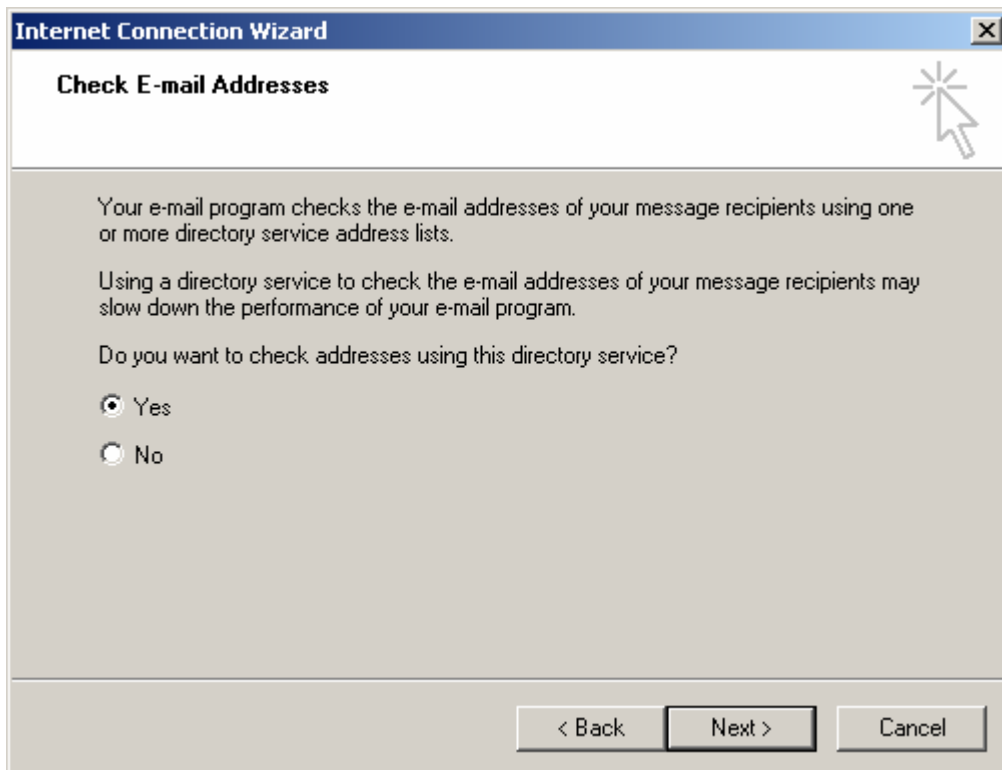 Internet Connection Wizard
Check E-mail Addresses
Your e-mail program checks the e-mail addresses of your message recipients using one
or more directory service address lists.
Using a directory service to check the e-mail addresses of your message recipients may
slow down the performance of your e-mail program.
Do you want to check addresses using this directory service?
Yes
No
< Back Next > Cancel